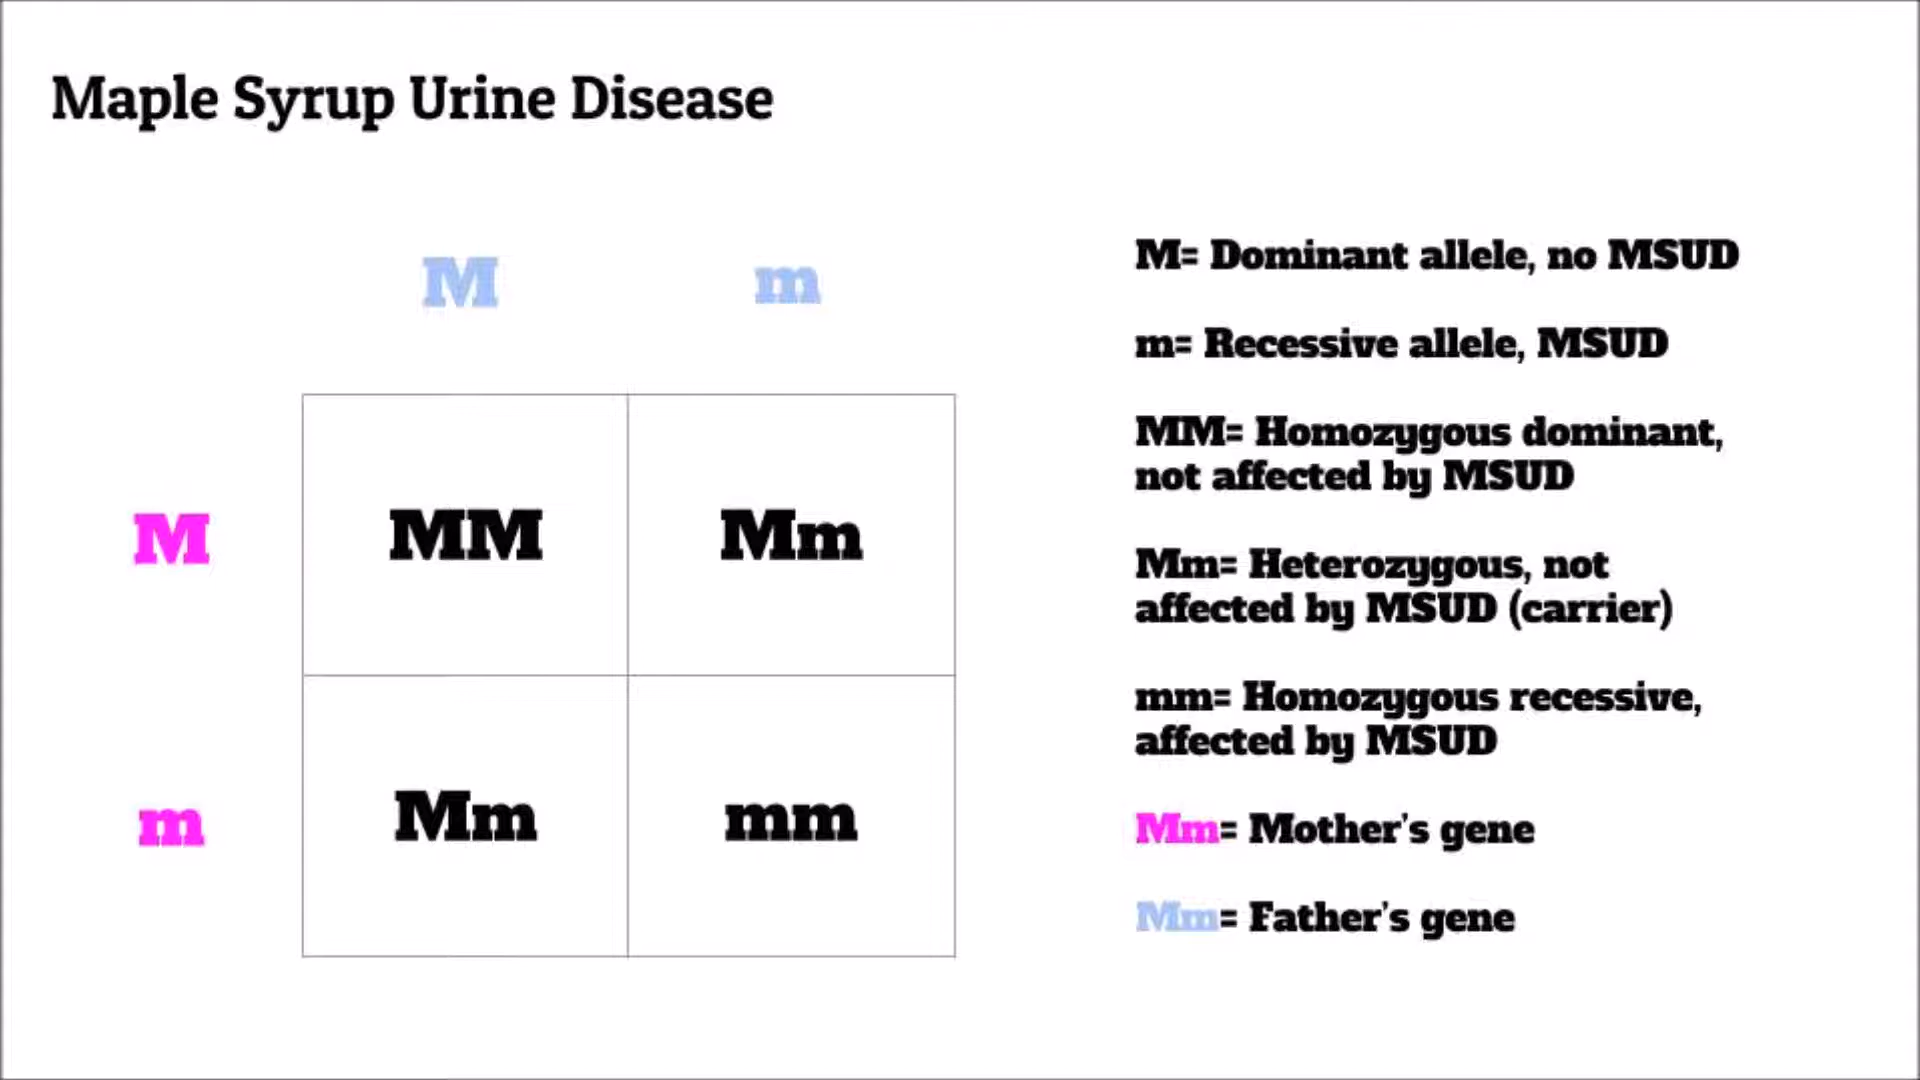 Maple Syrup Urine Disease
M m
M MM Mm
m Mm mm
M= Dominant allele, no MSUD
m= Recessive allele, MSUD
MM= Homozygous dominant,
not affected by MSUD
Mm= Heterozygous, not
affected by MSUD (carrier)
mm= Homozygous recessive,
affected by MSUD
Mm= Mother's gene
Mm= Father's gene